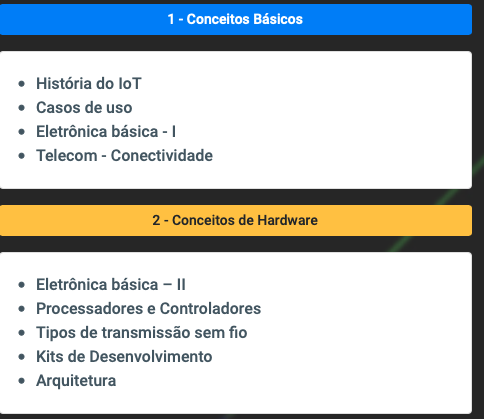 1 - Conceitos Básicos
História do IoT
Casos de uso
Eletrônica básica - I
Telecom - Conectividade
2 - Conceitos de Hardware
Eletrônica básica – II
Processadores e Controladores
Tipos de transmissão sem fio
Kits de Desenvolvimento
Arquitetura